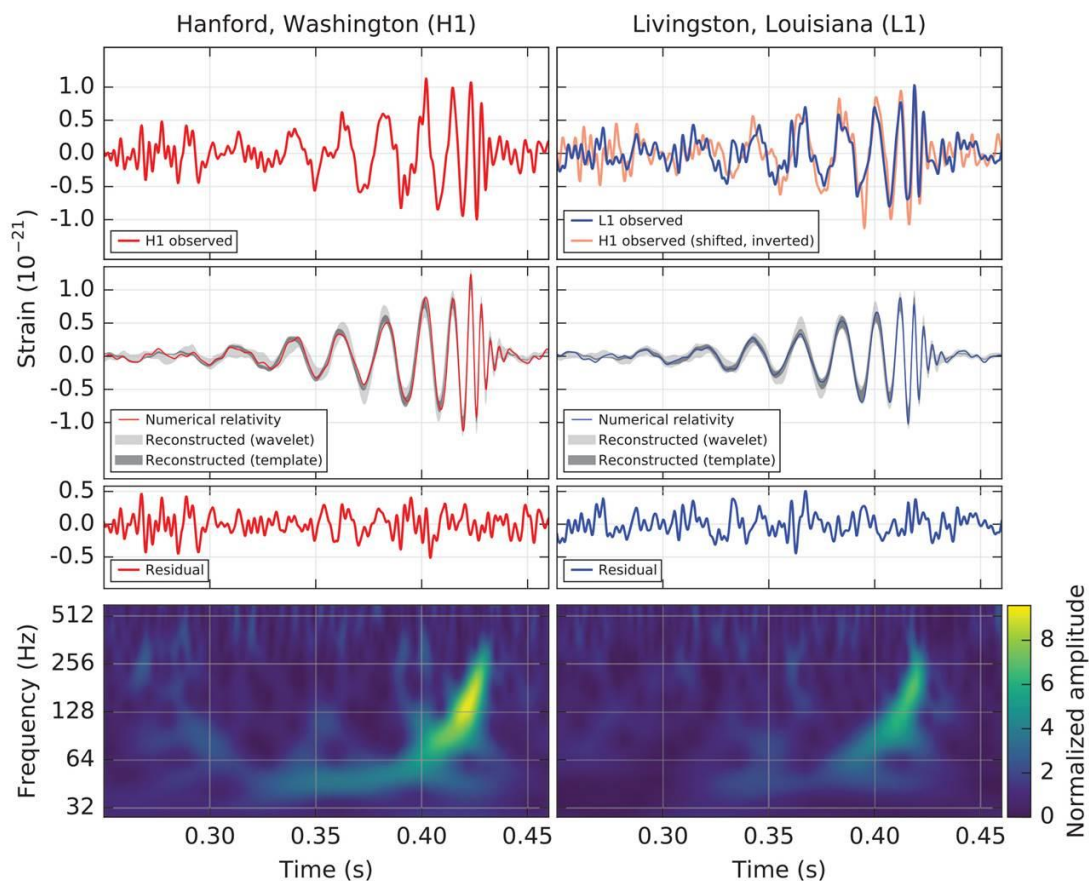 Hanford, Washington (H1)
Livingston, Louisiana (L1)
Strain (10⁻²¹)
1.0
0.5
0.0
-0.5
-1.0
H1 observed
L1 observed
H1 observed (shifted, inverted)
1.0
0.5
0.0
-0.5
-1.0
Numerical relativity
Reconstructed (wavelet)
Reconstructed (template)
Numerical relativity
Reconstructed (wavelet)
Reconstructed (template)
0.5
0.0
-0.5
Residual
Residual
Frequency (Hz)
512
256
128
64
32
0.30 0.35 0.40 0.45
Time (s)
0.30 0.35 0.40 0.45
Time (s)
8
6
4
2
0
Normalized amplitude